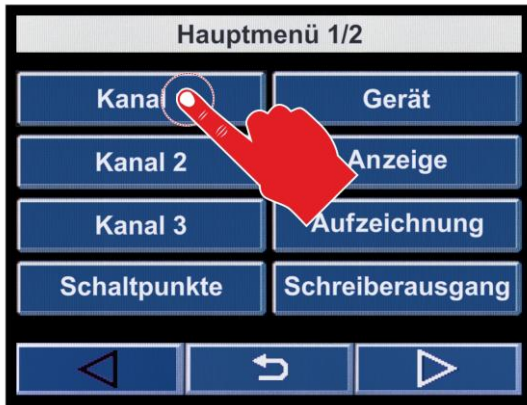 Hauptmenü 1/2
Kanal
Gerät
Kanal 2
Anzeige
Kanal 3
Aufzeichnung
Schaltpunkte
Schreiberausgang